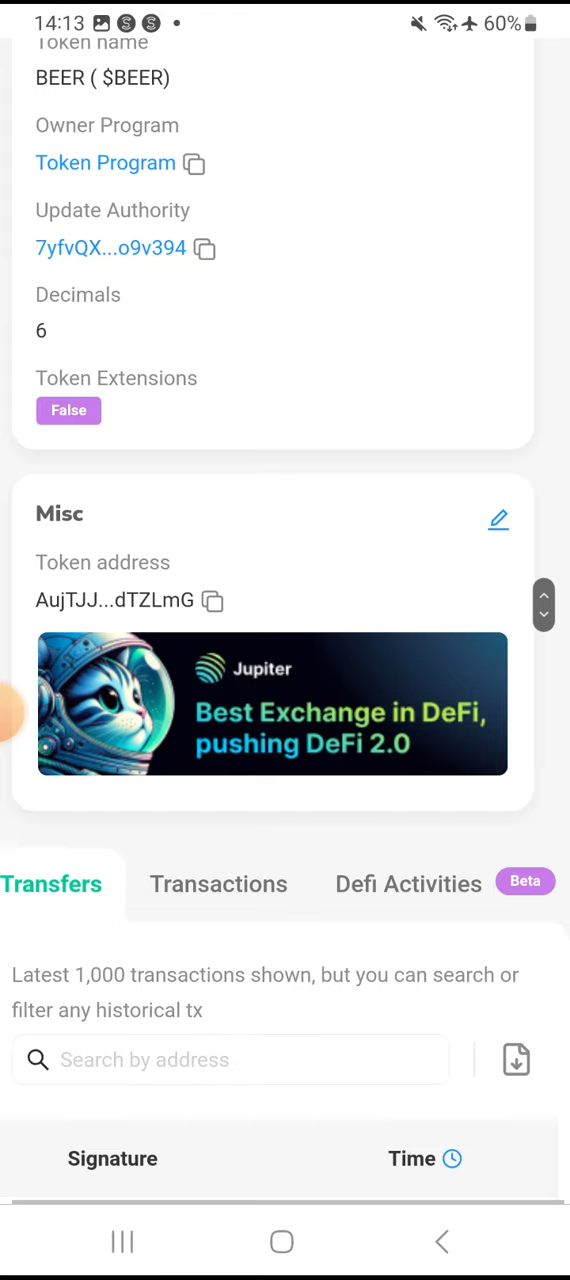 14:13
60%
Token name
BEER ( $BEER)
Owner Program
Token Program
Update Authority
7yfvQX...o9v394
Decimals
6
Token Extensions
False
Misc
Token address
AujTJJ...dTZLmG
Jupiter
Best Exchange in DeFi,
pushing DeFi 2.0
Transfers Transactions Defi Activities Beta
Latest 1,000 transactions shown, but you can search or
filter any historical tx
Search by address
Signature Time